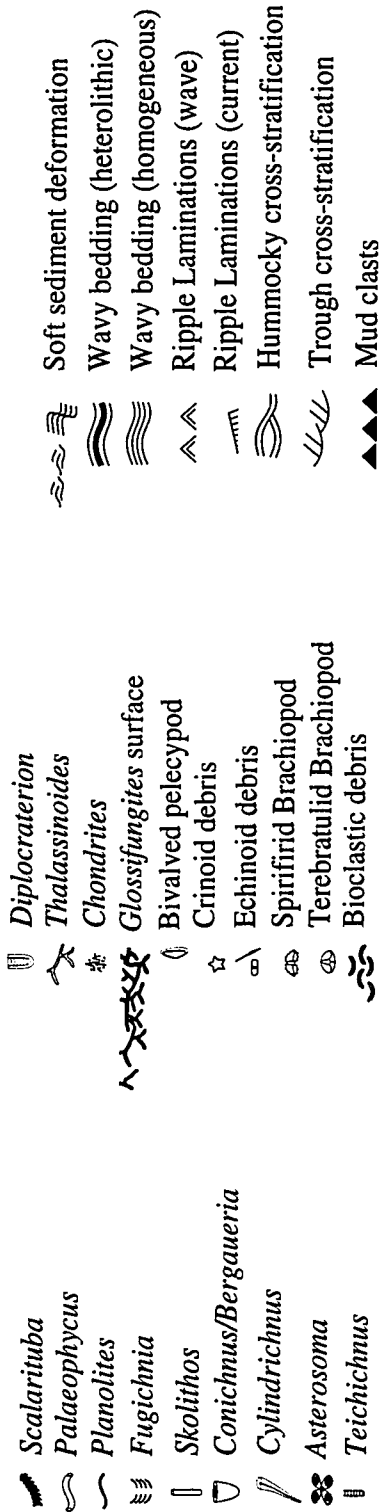 Scalarituba
Palaeophycus
Planolites
Fugichnia
Skolithos
Conichnus/Bergaueria
Cylindrichnus
Asterosoma
Teichichnus
Diplocraterion
Thalassinoides
Chondrites
Glossifungites surface
Bivalved pelecypod
Crinoid debris
Echinoid debris
Spirifirid Brachiopod
Terebratulid Brachiopod
Bioclastic debris
Soft sediment deformation
Wavy bedding (heterolithic)
Wavy bedding (homogeneous)
Ripple Laminations (wave)
Ripple Laminations (current)
Hummocky cross-stratification
Trough cross-stratification
Mud clasts